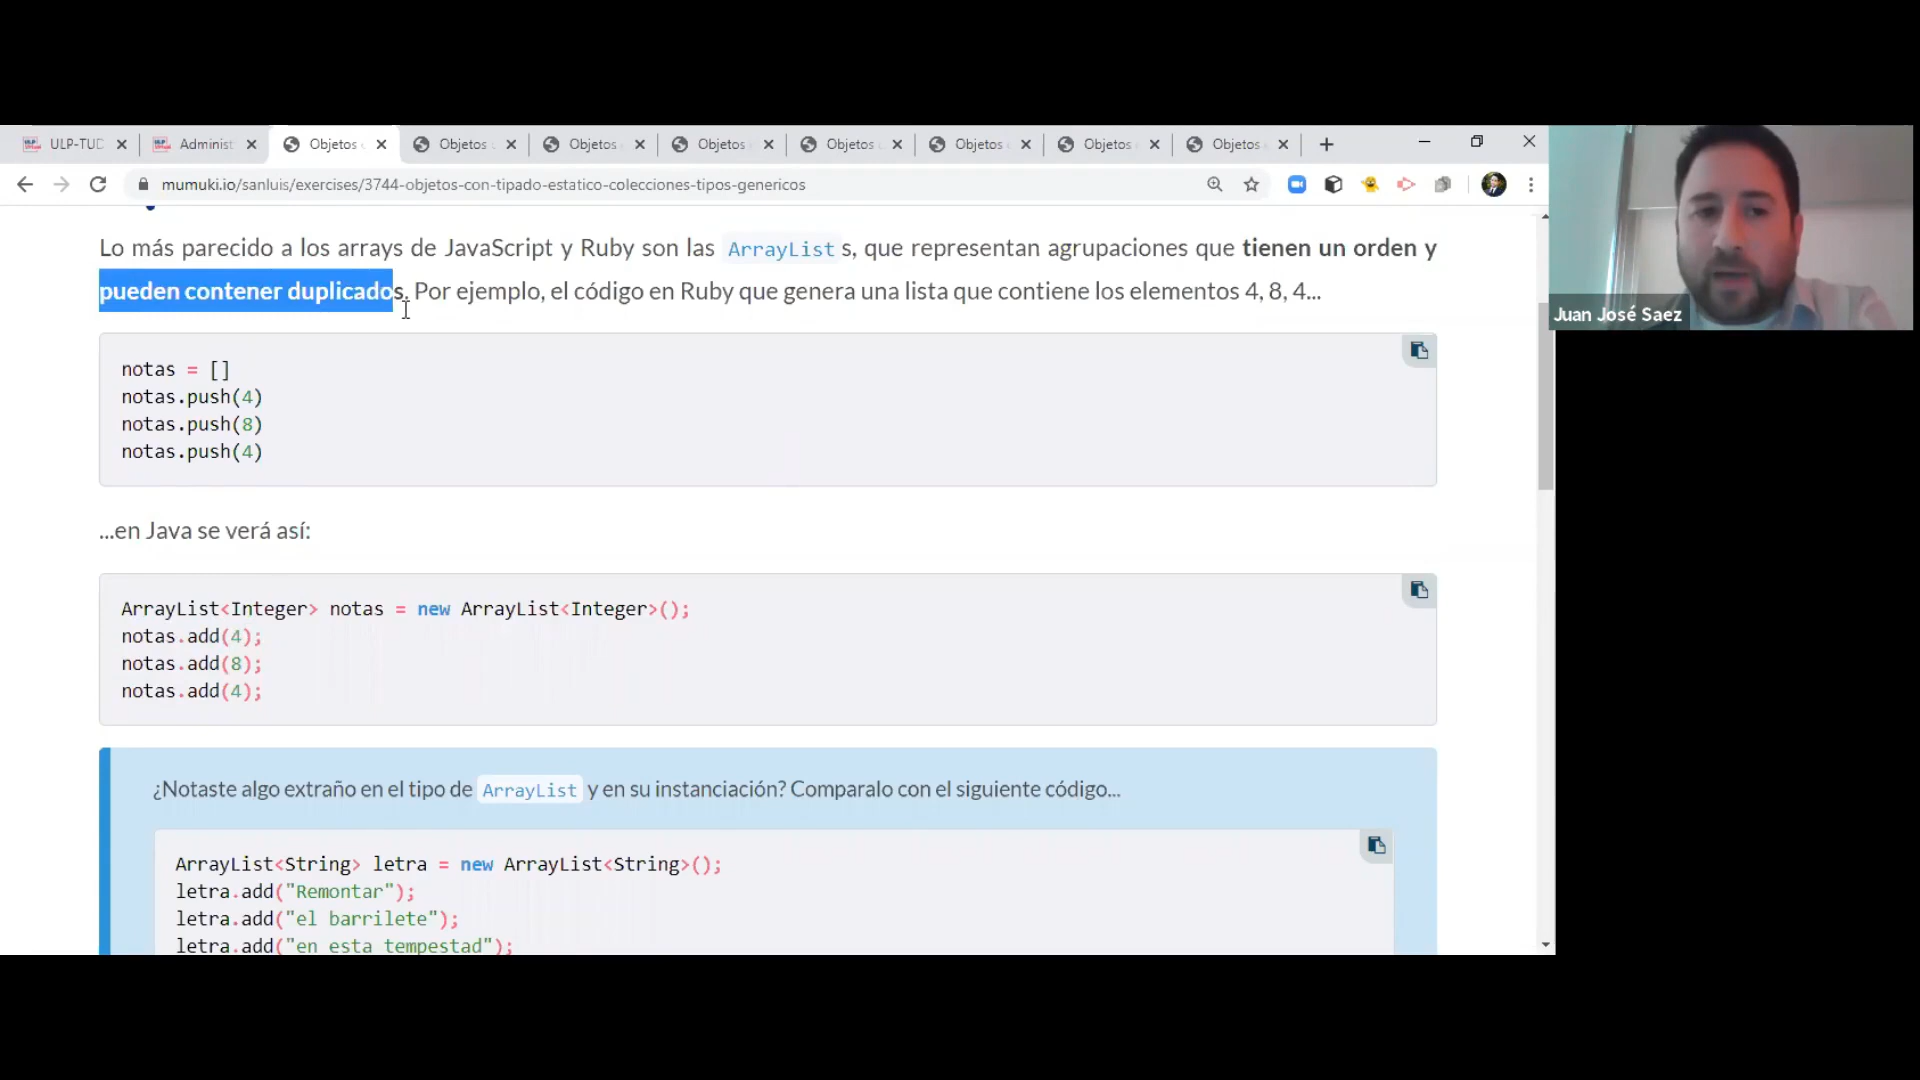 ULP-TUD
Administ
Objetos
Objetos
Objetos
Objetos
Objetos
Objetos
Objetos
Objetos
mumuki.io/sanluis/exercises/3744-objetos-con-tipado-estatico-colecciones-tipos-genericos
Lo más parecido a los arrays de JavaScript y Ruby son las ArrayList s, que representan agrupaciones que tienen un orden y
pueden contener duplicados. Por ejemplo, el código en Ruby que genera una lista que contiene los elementos 4, 8, 4...
notas = []
notas.push(4)
notas.push(8)
notas.push(4)
...en Java se verá así:
ArrayList<Integer> notas = new ArrayList<Integer>();
notas.add(4);
notas.add(8);
notas.add(4);
¿Notaste algo extraño en el tipo de ArrayList y en su instanciación? Comparalo con el siguiente código...
ArrayList<String> letra = new ArrayList<String>();
letra.add("Remontar");
letra.add("el barrilete");
letra.add("en esta tempestad");
Juan José Saez